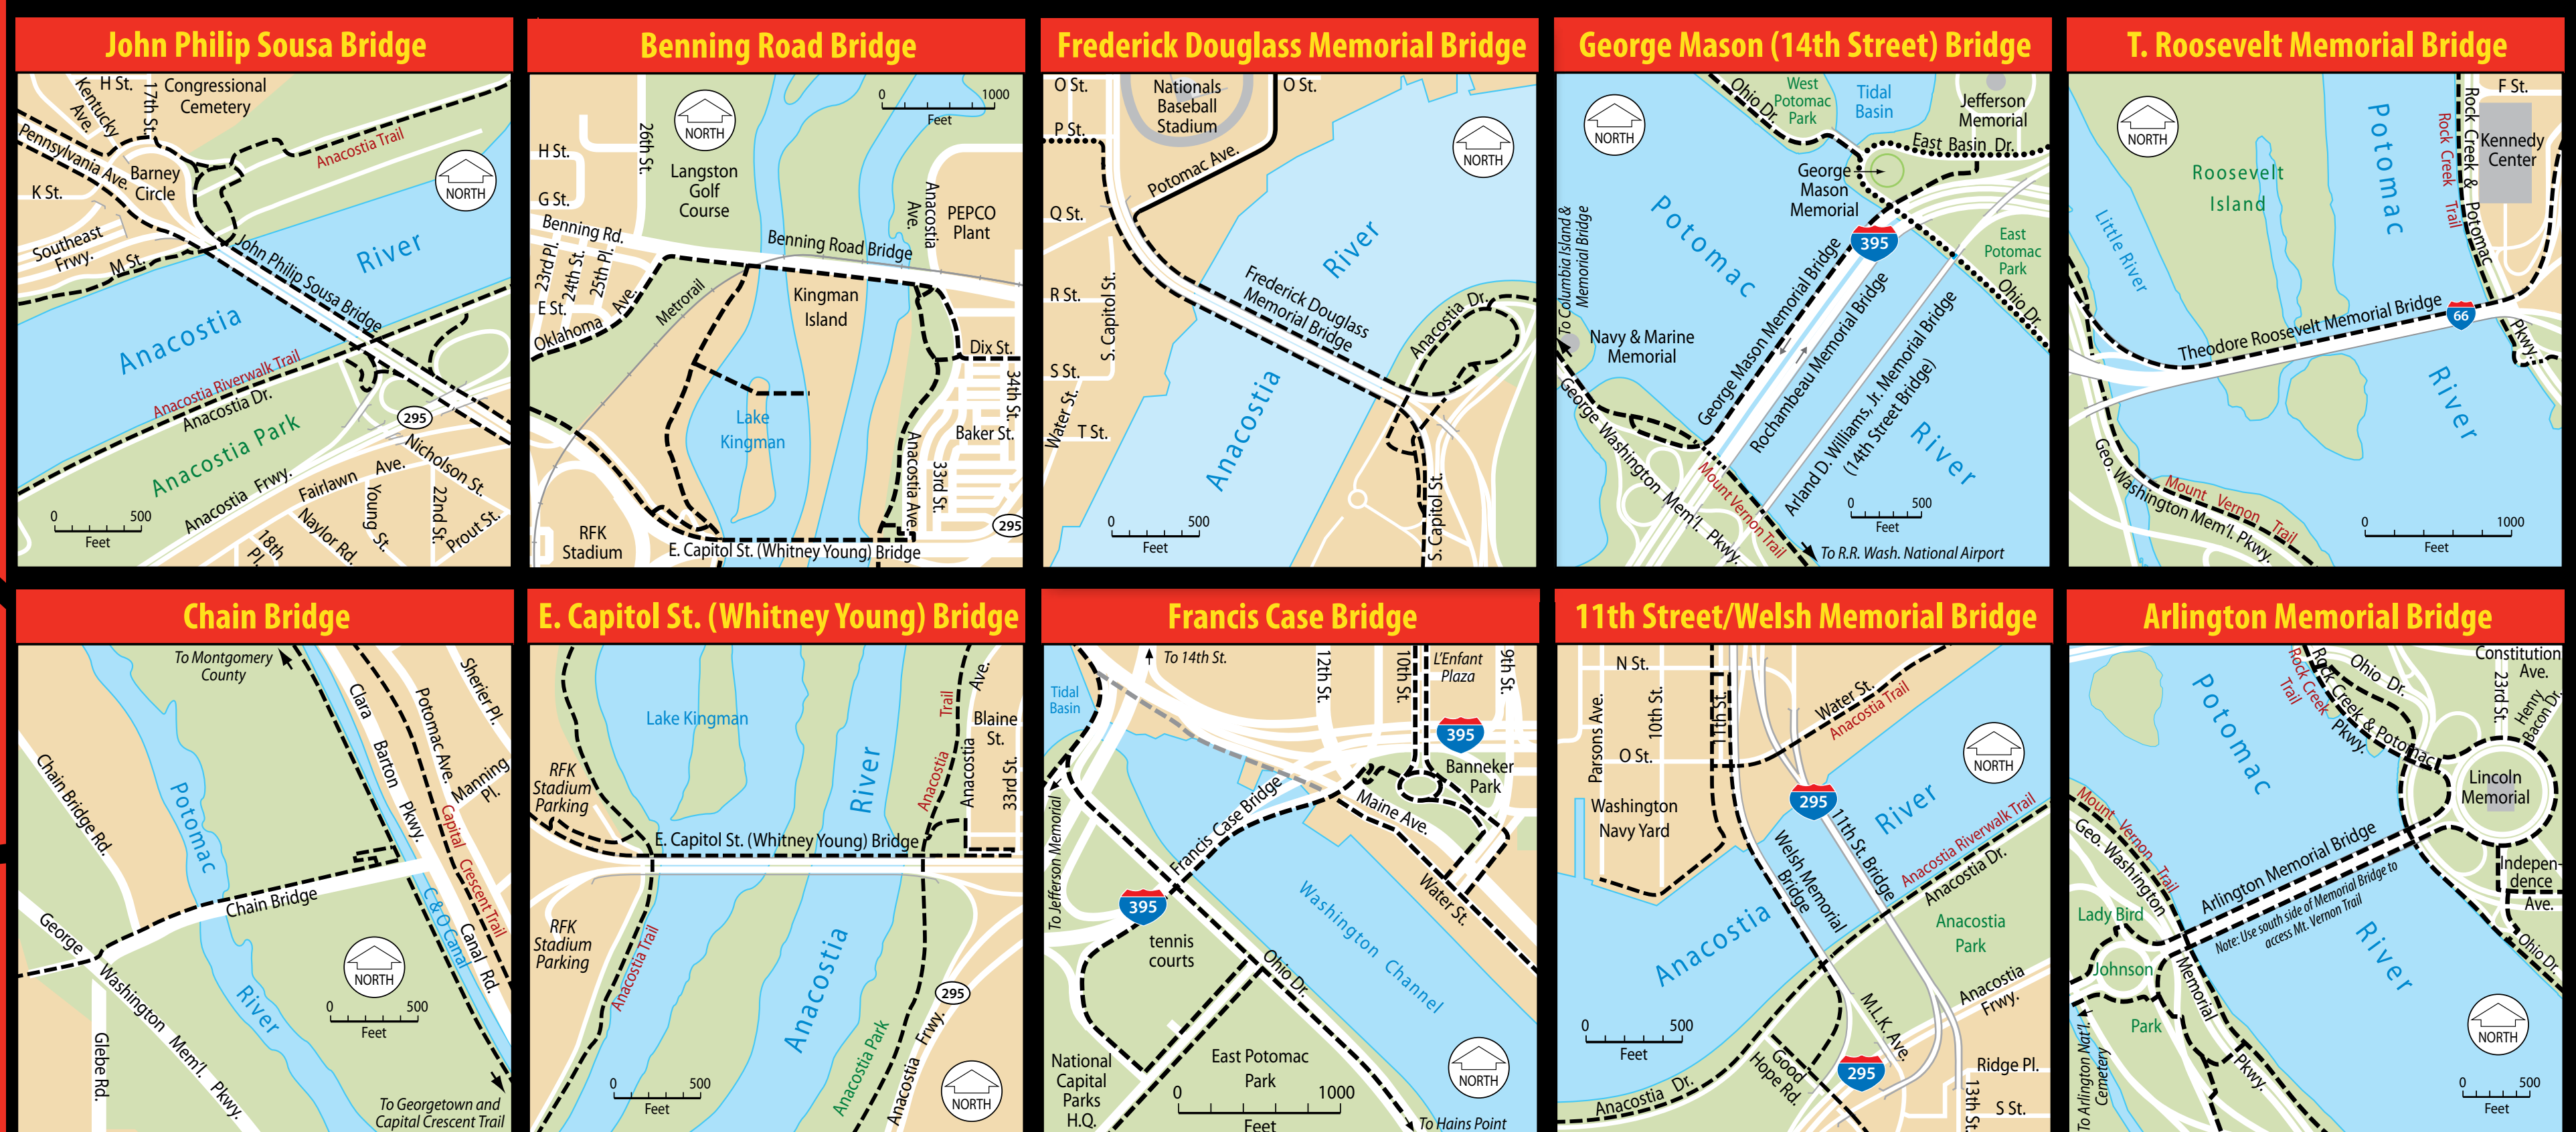 John Philip Sousa Bridge
H St.
Kentucky
Ave.
17th St.
Congressional
Cemetery
Pennsylvania Ave.
Barney
Circle
K St.
Anacostia Trail
NORTH
Southeast
Frwy.
M St.
John Philip Sousa Bridge
River
Anacostia
Anacostia Riverwalk Trail
Anacostia Dr.
Anacostia Park
295
Nicholson St.
Anacostia Frwy.
Fairlawn Ave.
Young St.
22nd St.
Prout St.
Naylor Rd.
18th
Pl.
0 500
Feet
Benning Road Bridge
0 1000
Feet
NORTH
26th St.
H St.
Langston
Golf
Course
G St.
Anacostia
Ave.
PEPCO
Plant
Benning Rd.
Benning Road Bridge
23rd Pl.
24th St.
25th Pl.
E St.
Oklahoma Ave.
Metrorail
Kingman
Island
Dix St.
34th St.
Lake
Kingman
Baker St.
Anacostia Ave.
33rd St.
295
RFK
Stadium
E. Capitol St. (Whitney Young) Bridge
Frederick Douglass Memorial Bridge
O St.
Nationals
Baseball
Stadium
O St.
P St.
Potomac Ave.
NORTH
Q St.
River
R St.
S. Capitol St.
Frederick Douglass
Memorial Bridge
Anacostia Dr.
S St.
Water St.
T St.
Anacostia
S. Capitol St.
0 500
Feet
George Mason (14th Street) Bridge
Ohio Dr.
West
Potomac
Park
Tidal
Basin
Jefferson
Memorial
NORTH
East Basin Dr.
George
Mason
Memorial
Potomac
395
To Columbia Island &
Memorial Bridge
East
Potomac
Park
Ohio Dr.
Navy & Marine
Memorial
George Mason Memorial Bridge
Rochambeau Memorial Bridge
Arland D. Williams, Jr. Memorial Bridge
(14th Street Bridge)
River
George Washington Mem'l. Pkwy.
Mount Vernon Trail
0 500
Feet
To R.R. Wash. National Airport
T. Roosevelt Memorial Bridge
F St.
NORTH
Potomac
Rock Creek Trail
Rock Creek & Potomac
Pkwy.
Kennedy
Center
Roosevelt
Island
Little River
Theodore Roosevelt Memorial Bridge
66
River
Geo. Washington Mem'l. Pkwy.
Mount Vernon Trail
0 1000
Feet
Chain Bridge
To Montgomery
County
Sherier Pl.
Clara Barton Pkwy.
Potomac Ave.
Manning
Pl.
Chain Bridge Rd.
Potomac
Capital Crescent Trail
Chain Bridge
C & O Canal
Canal Rd.
George Washington Mem'l. Pkwy.
NORTH
River
0 500
Feet
Glebe Rd.
To Georgetown and
Capital Crescent Trail
E. Capitol St. (Whitney Young) Bridge
Lake Kingman
Anacostia Trail
Anacostia Ave.
Blaine
St.
33rd St.
RFK
Stadium
Parking
River
E. Capitol St. (Whitney Young) Bridge
RFK
Stadium
Parking
Anacostia Trail
Anacostia
295
Anacostia Park
Anacostia Frwy.
0 500
Feet
NORTH
Francis Case Bridge
To 14th St.
12th St.
10th St.
L'Enfant
Plaza
9th St.
Tidal
Basin
395
Banneker
Park
To Jefferson Memorial
Francis Case Bridge
Maine Ave.
395
Water St.
Washington Channel
tennis
courts
Ohio Dr.
National
Capital
Parks
H.Q.
East Potomac
Park
0 1000
Feet
NORTH
To Hains Point
11th Street/Welsh Memorial Bridge
N St.
Parsons Ave.
10th St.
11th St.
Water St.
Anacostia Trail
O St.
NORTH
Washington
Navy Yard
295
River
11th St. Bridge
Welsh Memorial
Bridge
Anacostia Riverwalk Trail
Anacostia Dr.
Anacostia
Anacostia
Park
Anacostia
Frwy.
M.L.K. Ave.
0 500
Feet
Good
Hope Rd.
295
Ridge Pl.
Anacostia Dr.
13th St.
S St.
Arlington Memorial Bridge
Rock Creek
Trail
Rock Creek & Potomac
Pkwy.
Ohio Dr.
Constitution
Ave.
23rd St.
Henry
Bacon Dr.
Potomac
Lincoln
Memorial
Mount Vernon Trail
Geo. Washington
Memorial
Pkwy.
Arlington Memorial Bridge
Note: Use south side of Memorial Bridge to
access Mt. Vernon Trail
Indepen-
dence
Ave.
Lady Bird
Johnson
Park
River
Ohio Dr.
NORTH
To Arlington Nat'l.
Cemetery
0 500
Feet